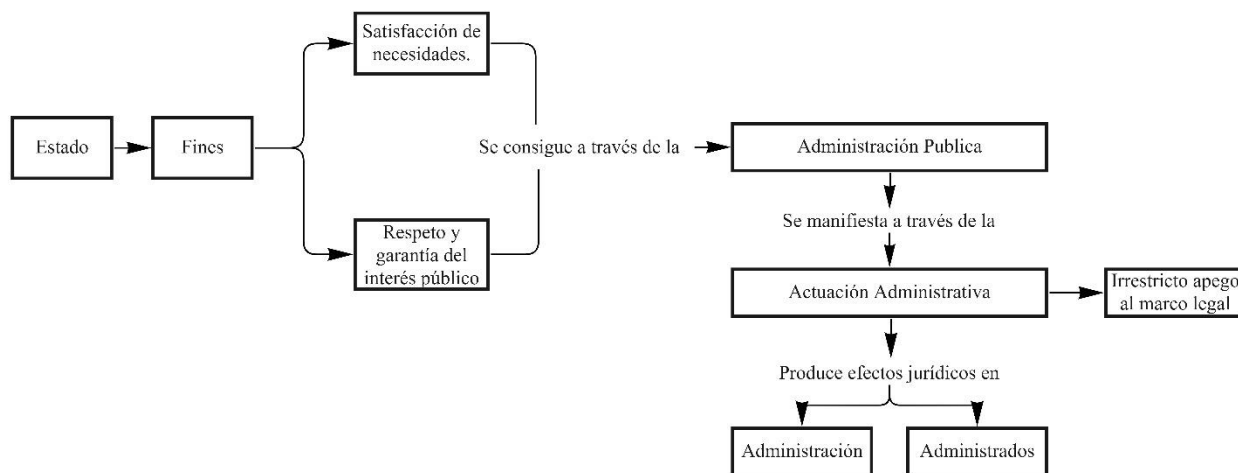 Estado
Fines
Satisfacción de
necesidades.
Respeto y
garantía del
interés público
Se consigue a través de la
Administración Publica
Se manifiesta a través de la
Actuación Administrativa
Irrestricto apego
al marco legal
Produce efectos jurídicos en
Administración
Administrados